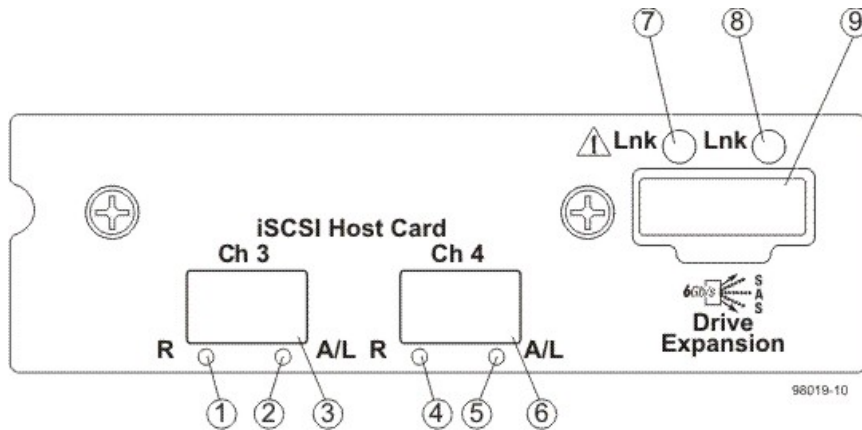 7 8 9
Lnk Lnk
iSCSI Host Card
Ch 3 Ch 4
6Gb/s SAS
Drive
Expansion
R A/L R A/L
98019-10
1 2 3 4 5 6